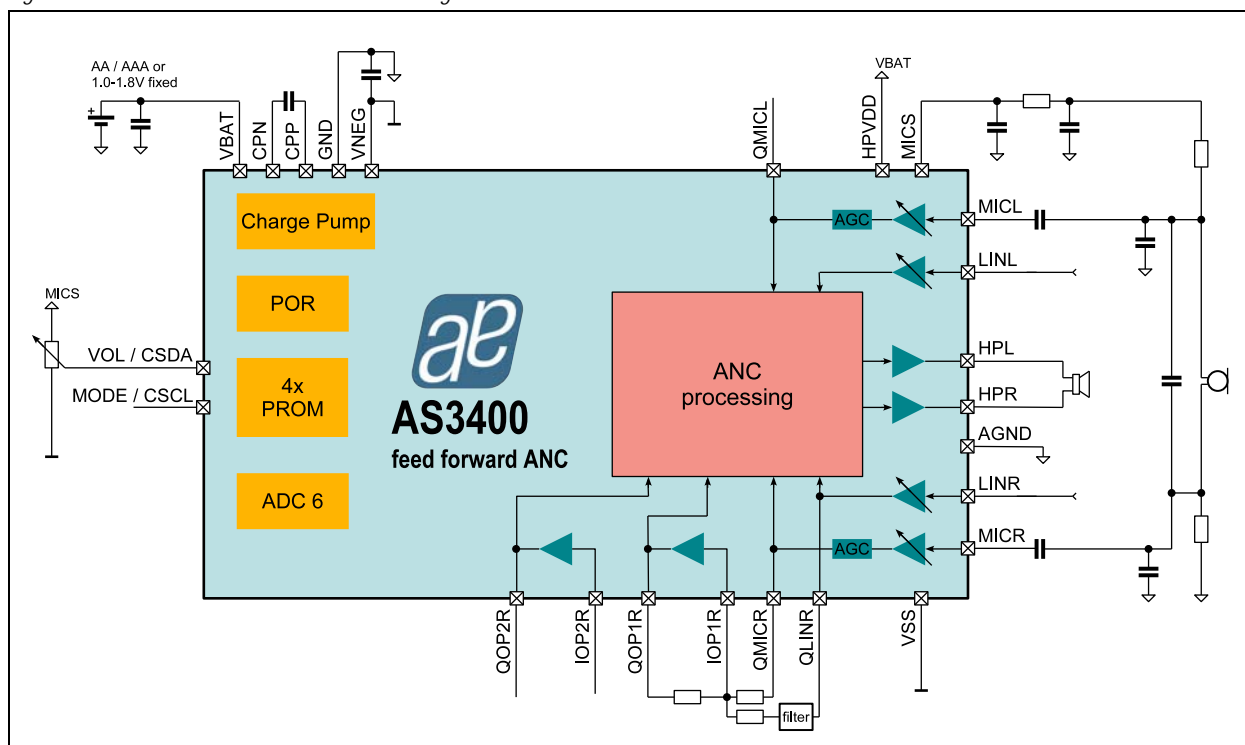 AA / AAA or
1.0-1.8V fixed
VBAT
CPN
CPP
GND
VNEG
QMICL
VBAT
HPVDD
MICS
Charge Pump
POR
4x
PROM
ADC 6
MICS
VOL / CSDA
MODE / CSCL
ae
AS3400
feed forward ANC
ANC
processing
AGC
AGC
MICL
LINL
HPL
HPR
AGND
LINR
MICR
QOP2R
IOP2R
QOP1R
IOP1R
QMICR
QLINR
VSS
filter